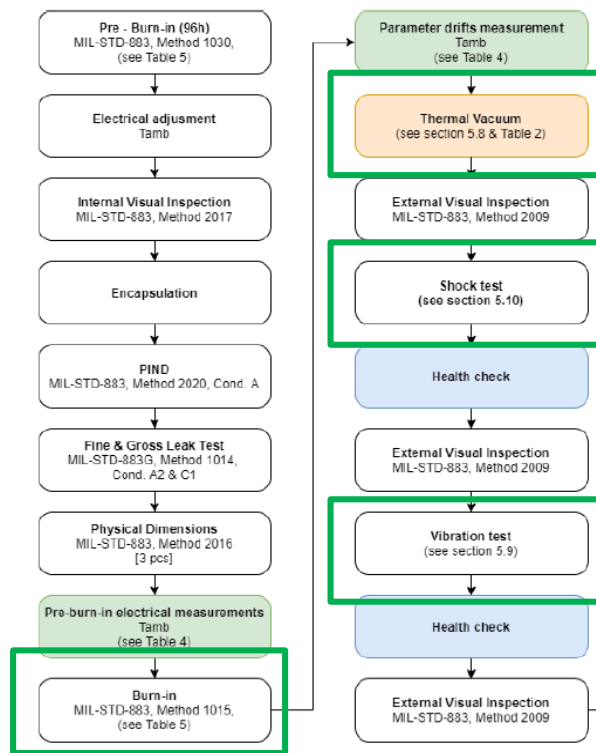 Pre - Burn-in (96h)
MIL-STD-883, Method 1030,
(see Table 5)
Electrical adjusment
Tamb
Internal Visual Inspection
MIL-STD-883, Method 2017
Encapsulation
PIND
MIL-STD-883, Method 2020, Cond. A
Fine & Gross Leak Test
MIL-STD-883G, Method 1014,
Cond. A2 & C1
Physical Dimensions
MIL-STD-883, Method 2016
[3 pcs]
Pre-burn-in electrical measurements
Tamb
(see Table 4)
Burn-in
MIL-STD-883, Method 1015,
(see Table 5)
Parameter drifts measurement
Tamb
(see Table 4)
Thermal Vacuum
(see section 5.8 & Table 2)
External Visual Inspection
MIL-STD-883, Method 2009
Shock test
(see section 5.10)
Health check
External Visual Inspection
MIL-STD-883, Method 2009
Vibration test
(see section 5.9)
Health check
External Visual Inspection
MIL-STD-883, Method 2009